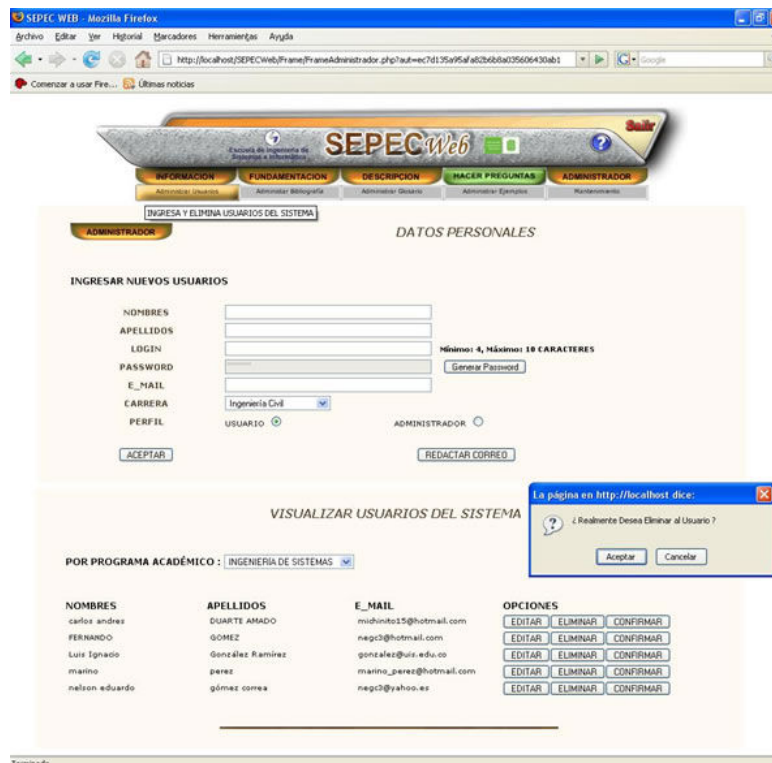 SEPEC WEB - Mozilla Firefox
Archivo Editar Ver Historial Marcadores Herramientas Ayuda
http://localhost/SEPECWeb/Frame/FrameAdministrador.php?aut=ec7d135a95afa82b6b8a035606430ab1
Google
Comenzar a usar Fire... Últimas noticias
Salir
Escuela de Ingeniería de
Sistemas e Informática
SEPEC Web
INFORMACION FUNDAMENTACION DESCRIPCION HACER PREGUNTAS ADMINISTRADOR
Administrar Usuarios Administrar Bibliografía Administrar Glosario Administrar Ejemplos Mantenimiento
INGRESA Y ELIMINA USUARIOS DEL SISTEMA
ADMINISTRADOR
DATOS PERSONALES
INGRESAR NUEVOS USUARIOS
NOMBRES
APELLIDOS
LOGIN Mínimo: 4, Máximo: 10 CARACTERES
PASSWORD Generar Password
E_MAIL
CARRERA Ingeniería Civil
PERFIL USUARIO ADMINISTRADOR
ACEPTAR REDACTAR CORREO
La página en http://localhost dice:
¿ Realmente Desea Eliminar al Usuario ?
Aceptar Cancelar
VISUALIZAR USUARIOS DEL SISTEMA
POR PROGRAMA ACADÉMICO : INGENIERÍA DE SISTEMAS
NOMBRES APELLIDOS E_MAIL OPCIONES
carlos andres DUARTE AMADO michinito15@hotmail.com EDITAR ELIMINAR CONFIRMAR
FERNANDO GOMEZ negc3@hotmail.com EDITAR ELIMINAR CONFIRMAR
Luis Ignacio González Ramírez gonzalez@uis.edu.co EDITAR ELIMINAR CONFIRMAR
marino perez marino_perez@hotmail.com EDITAR ELIMINAR CONFIRMAR
nelson eduardo gómez correa negc3@yahoo.es EDITAR ELIMINAR CONFIRMAR